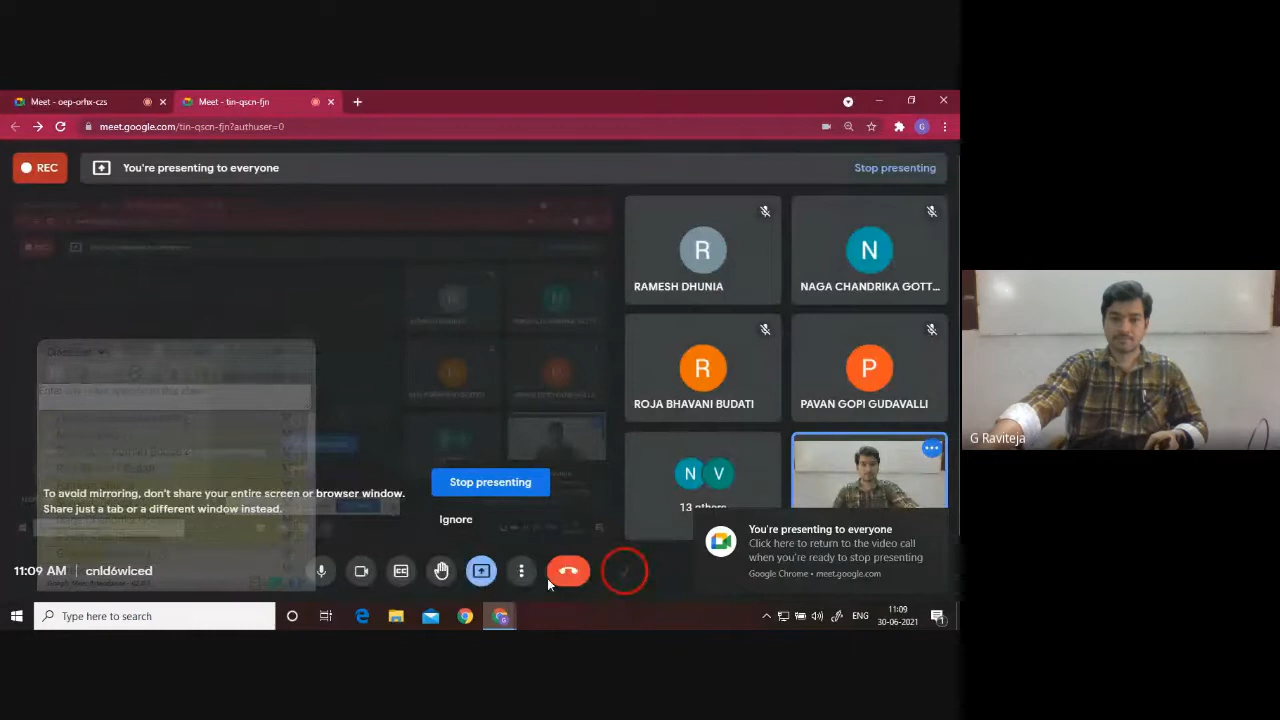 Meet - oep-orhx-czs
Meet - tin-qscn-fjn
meet.google.com/tin-qscn-fjn?authuser=0
G
REC
You're presenting to everyone
Stop presenting
R
RAMESH DHUNIA
N
NAGA CHANDRIKA GOTT...
R
ROJA BHAVANI BUDATI
P
PAVAN GOPI GUDAVALLI
N
V
13 others
To avoid mirroring, don't share your entire screen or browser window.
Share just a tab or a different window instead.
Stop presenting
Ignore
You're presenting to everyone
Click here to return to the video call
when you're ready to stop presenting
Google Chrome • meet.google.com
11:09 AM | cnld6wlced
Type here to search
ENG
11:09
30-06-2021
1
G Raviteja